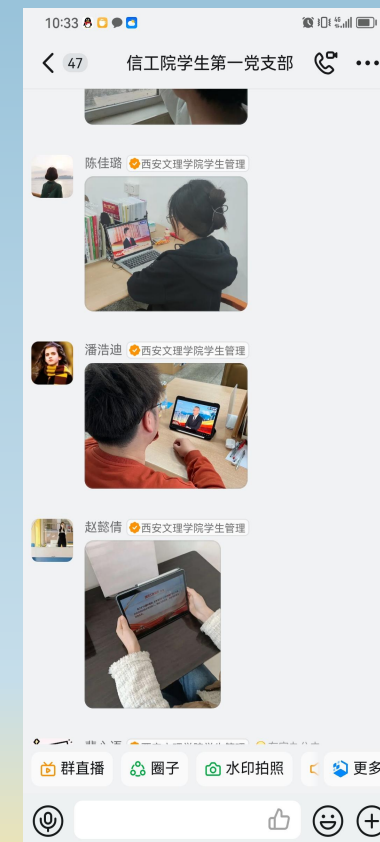 10:33
47
信工院学生第一党支部
陈佳璐 西安文理学院学生管理
潘浩迪 西安文理学院学生管理
赵懿倩 西安文理学院学生管理
群直播
圈子
水印拍照
更多